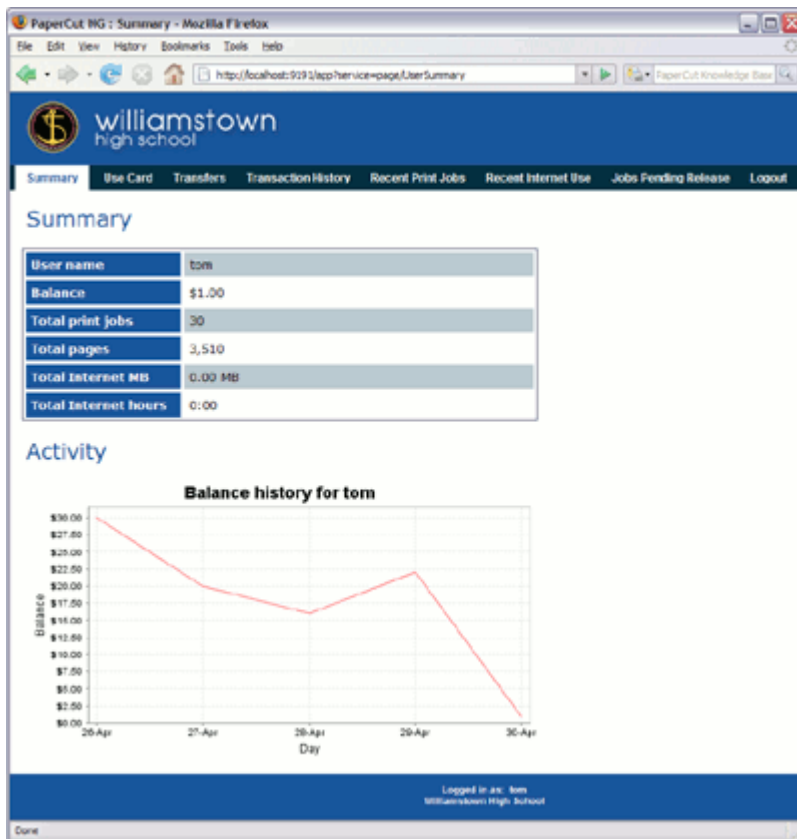 PaperCut NG : Summary - Mozilla Firefox
File Edit View History Bookmarks Tools Help
http://localhost:9191/app?service=page/UserSummary PaperCut Knowledge Base
williamstown
high school
Summary Use Card Transfers Transaction History Recent Print Jobs Recent Internet Use Jobs Pending Release Logout
Summary
User name tom
Balance $1.00
Total print jobs 30
Total pages 3,510
Total Internet MB 0.00 MB
Total Internet hours 0:00
Activity
Balance history for tom
$30.00
$27.50
$25.00
$22.50
$20.00
$17.50
$15.00
$12.50
$10.00
$7.50
$5.00
$2.50
$0.00
Balance
26-Apr 27-Apr 28-Apr 29-Apr 30-Apr
Day
Logged in as: tom
Williamstown High School
Done